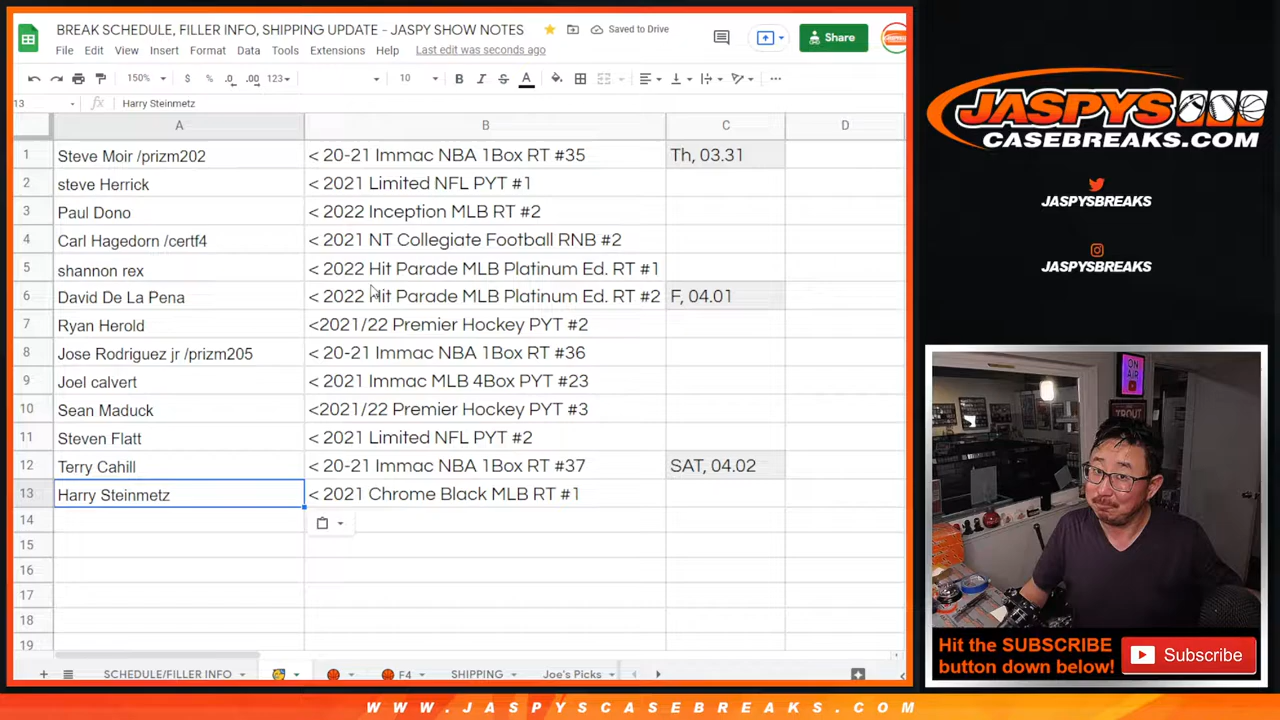 BREAK SCHEDULE, FILLER INFO, SHIPPING UPDATE - JASPY SHOW NOTES
Saved to Drive
File Edit View Insert Format Data Tools Extensions Help Last edit was seconds ago
Share
150% $ % .0 .00 123 10 B I S A
13 fx Harry Steinmetz
A B C D
1 Steve Moir /prizm202 < 20-21 Immac NBA 1Box RT #35 Th, 03.31
2 steve Herrick < 2021 Limited NFL PYT #1
3 Paul Dono < 2022 Inception MLB RT #2
4 Carl Hagedorn /certf4 < 2021 NT Collegiate Football RNB #2
5 shannon rex < 2022 Hit Parade MLB Platinum Ed. RT #1
6 David De La Pena < 2022 Hit Parade MLB Platinum Ed. RT #2 F, 04.01
7 Ryan Herold <2021/22 Premier Hockey PYT #2
8 Jose Rodriguez jr /prizm205 < 20-21 Immac NBA 1Box RT #36
9 Joel calvert < 2021 Immac MLB 4Box PYT #23
10 Sean Maduck <2021/22 Premier Hockey PYT #3
11 Steven Flatt < 2021 Limited NFL PYT #2
12 Terry Cahill < 20-21 Immac NBA 1Box RT #37 SAT, 04.02
13 Harry Steinmetz < 2021 Chrome Black MLB RT #1
14
15
16
17
18
19
SCHEDULE/FILLER INFO F4 SHIPPING Joe's Picks
JASPYS
CASEBREAKS.COM
JASPYSBREAKS
JASPYSBREAKS
ON AIR
TROUT
Hit the SUBSCRIBE
button down below!
Subscribe
WWW.JASPYSCASEBREAKS.COM